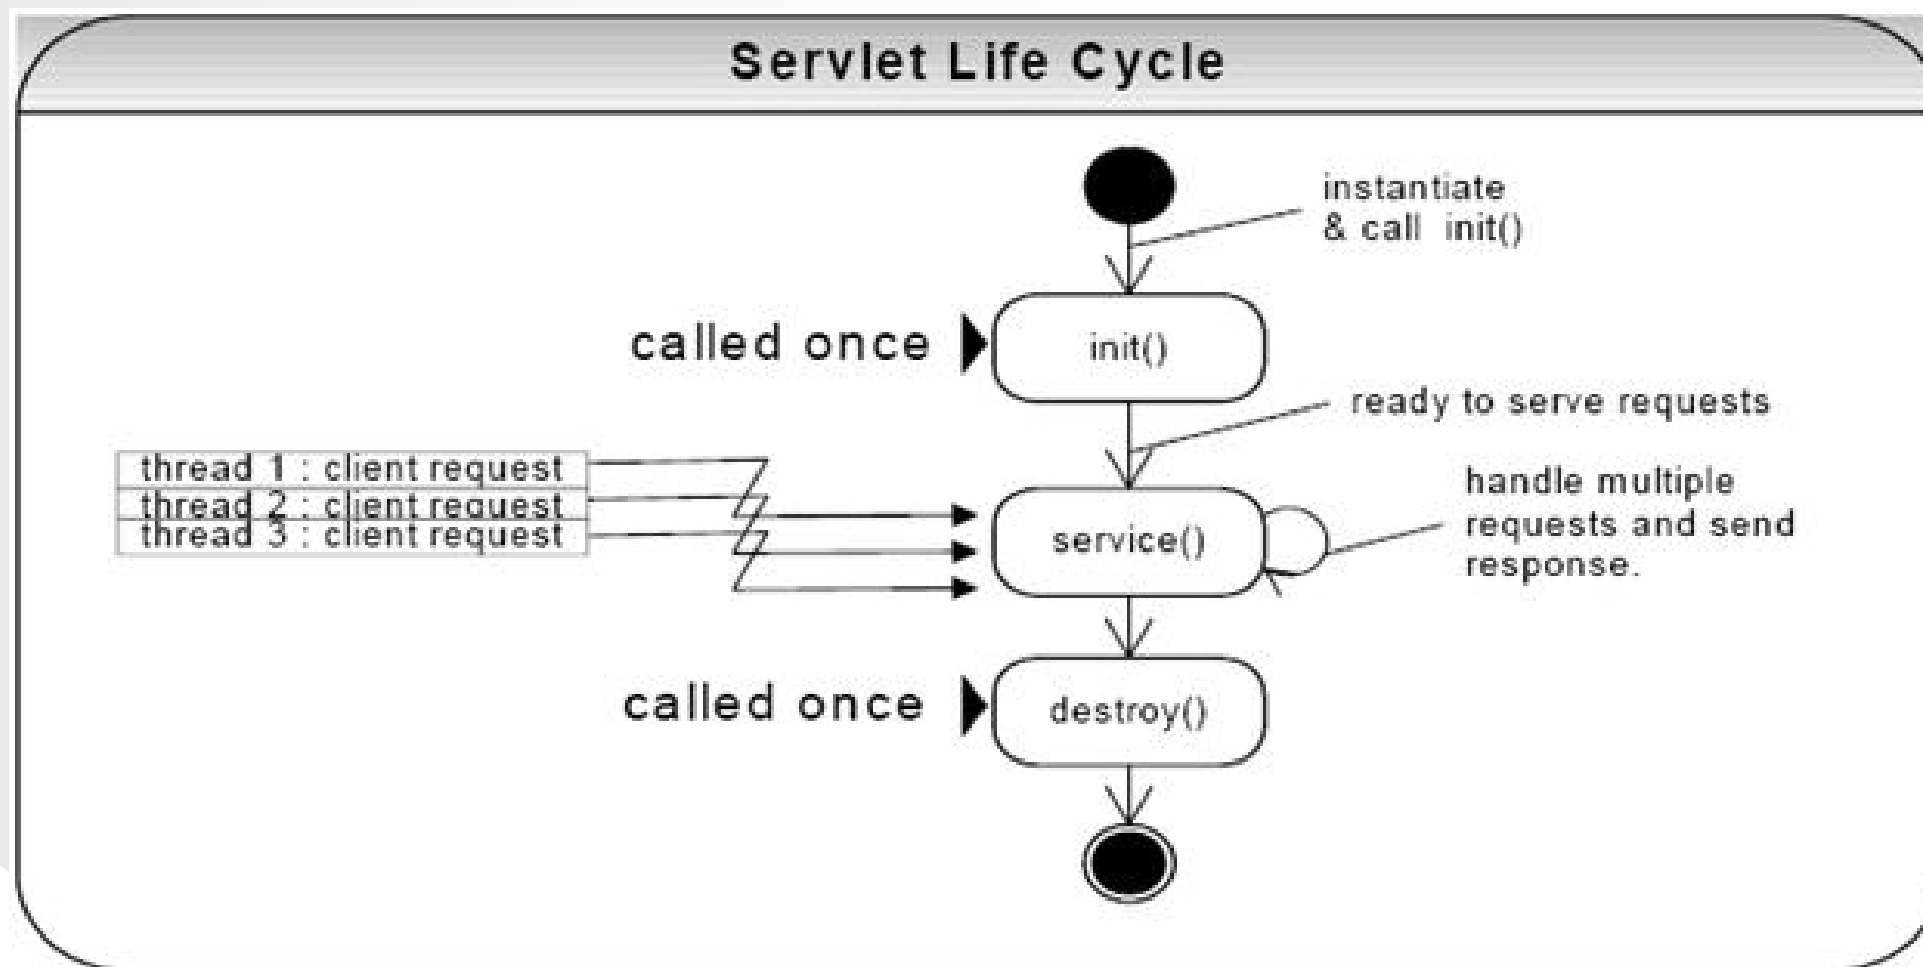 Servlet Life Cycle
instantiate
& call init()
called once
init()
ready to serve requests
thread 1 : client request
thread 2 : client request
thread 3 : client request
service()
handle multiple
requests and send
response.
called once
destroy()